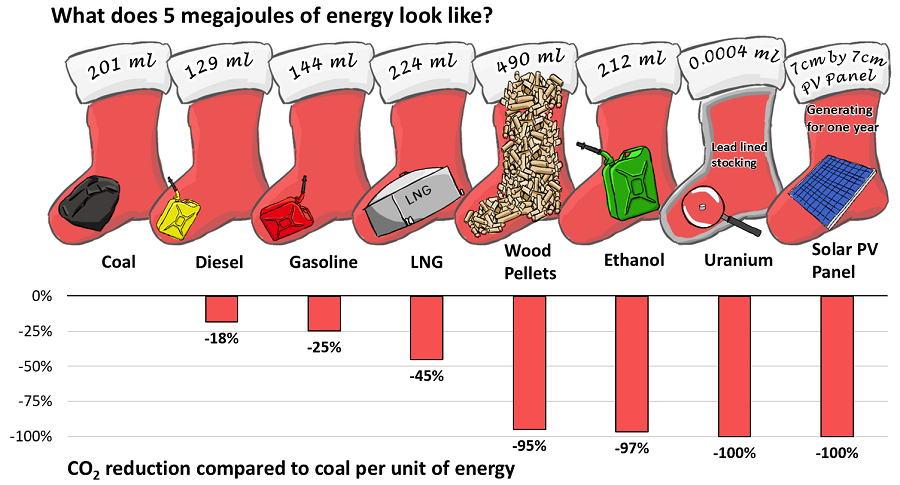 What does 5 megajoules of energy look like?
201 ml
129 ml
144 ml
224 ml
490 ml
212 ml
0.0004 ml
7cm by 7cm
PV Panel
Generating
for one year
Lead lined
stocking
LNG
Coal
Diesel
Gasoline
LNG
Wood
Pellets
Ethanol
Uranium
Solar PV
Panel
0%
-25%
-50%
-75%
-100%
-18%
-25%
-45%
-95%
-97%
-100%
-100%
CO₂ reduction compared to coal per unit of energy